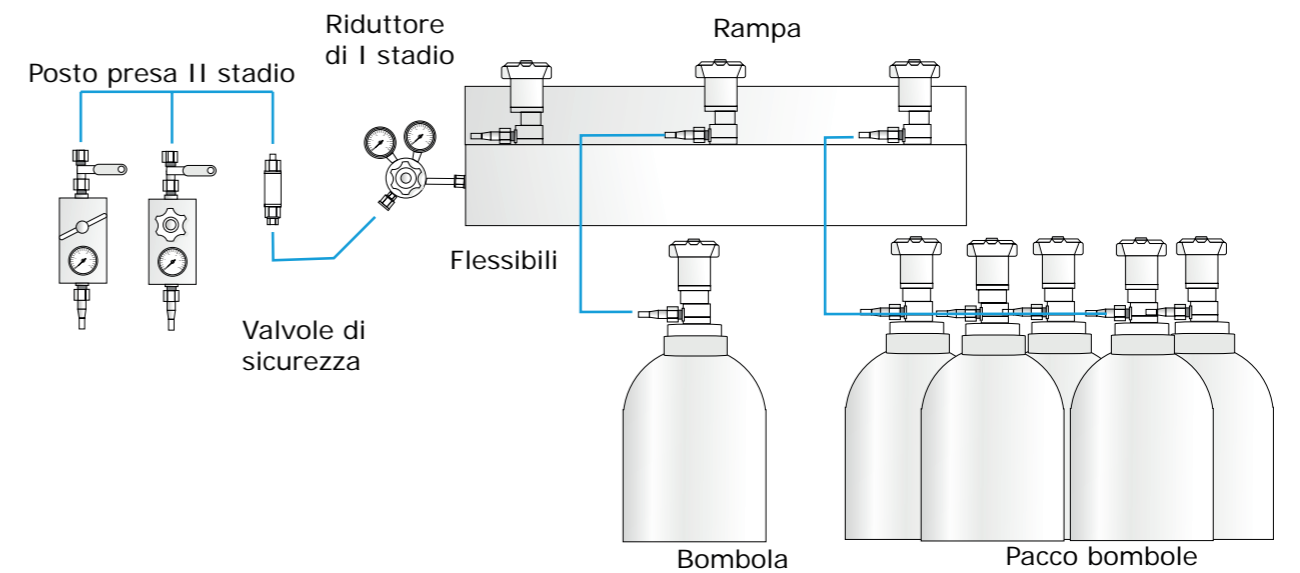 Riduttore
di I stadio
Rampa
Posto presa II stadio
Flessibili
Valvole di
sicurezza
Bombola
Pacco bombole